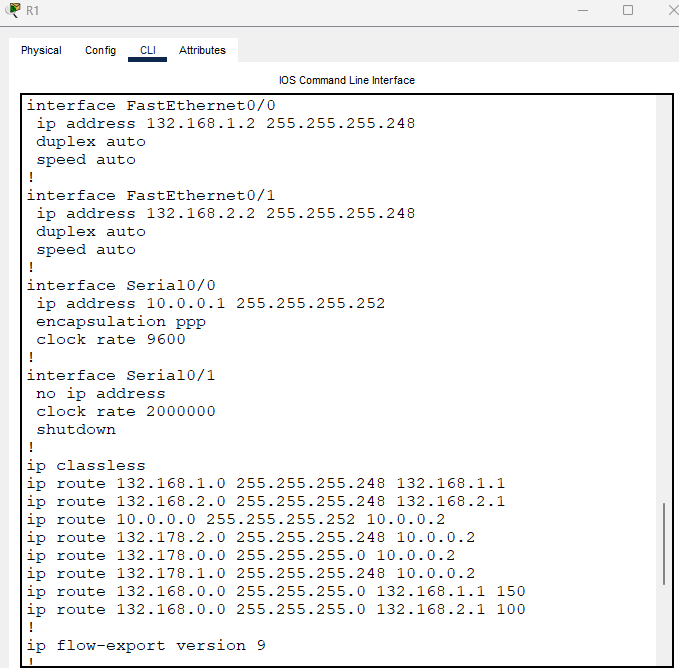 R1
Physical Config CLI Attributes
IOS Command Line Interface
interface FastEthernet0/0
ip address 132.168.1.2 255.255.255.248
duplex auto
speed auto
!
interface FastEthernet0/1
ip address 132.168.2.2 255.255.255.248
duplex auto
speed auto
!
interface Serial0/0
ip address 10.0.0.1 255.255.255.252
encapsulation ppp
clock rate 9600
!
interface Serial0/1
no ip address
clock rate 2000000
shutdown
!
ip classless
ip route 132.168.1.0 255.255.255.248 132.168.1.1
ip route 132.168.2.0 255.255.255.248 132.168.2.1
ip route 10.0.0.0 255.255.255.252 10.0.0.2
ip route 132.178.2.0 255.255.255.248 10.0.0.2
ip route 132.178.0.0 255.255.255.0 10.0.0.2
ip route 132.178.1.0 255.255.255.248 10.0.0.2
ip route 132.168.0.0 255.255.255.0 132.168.1.1 150
ip route 132.168.0.0 255.255.255.0 132.168.2.1 100
!
ip flow-export version 9
!